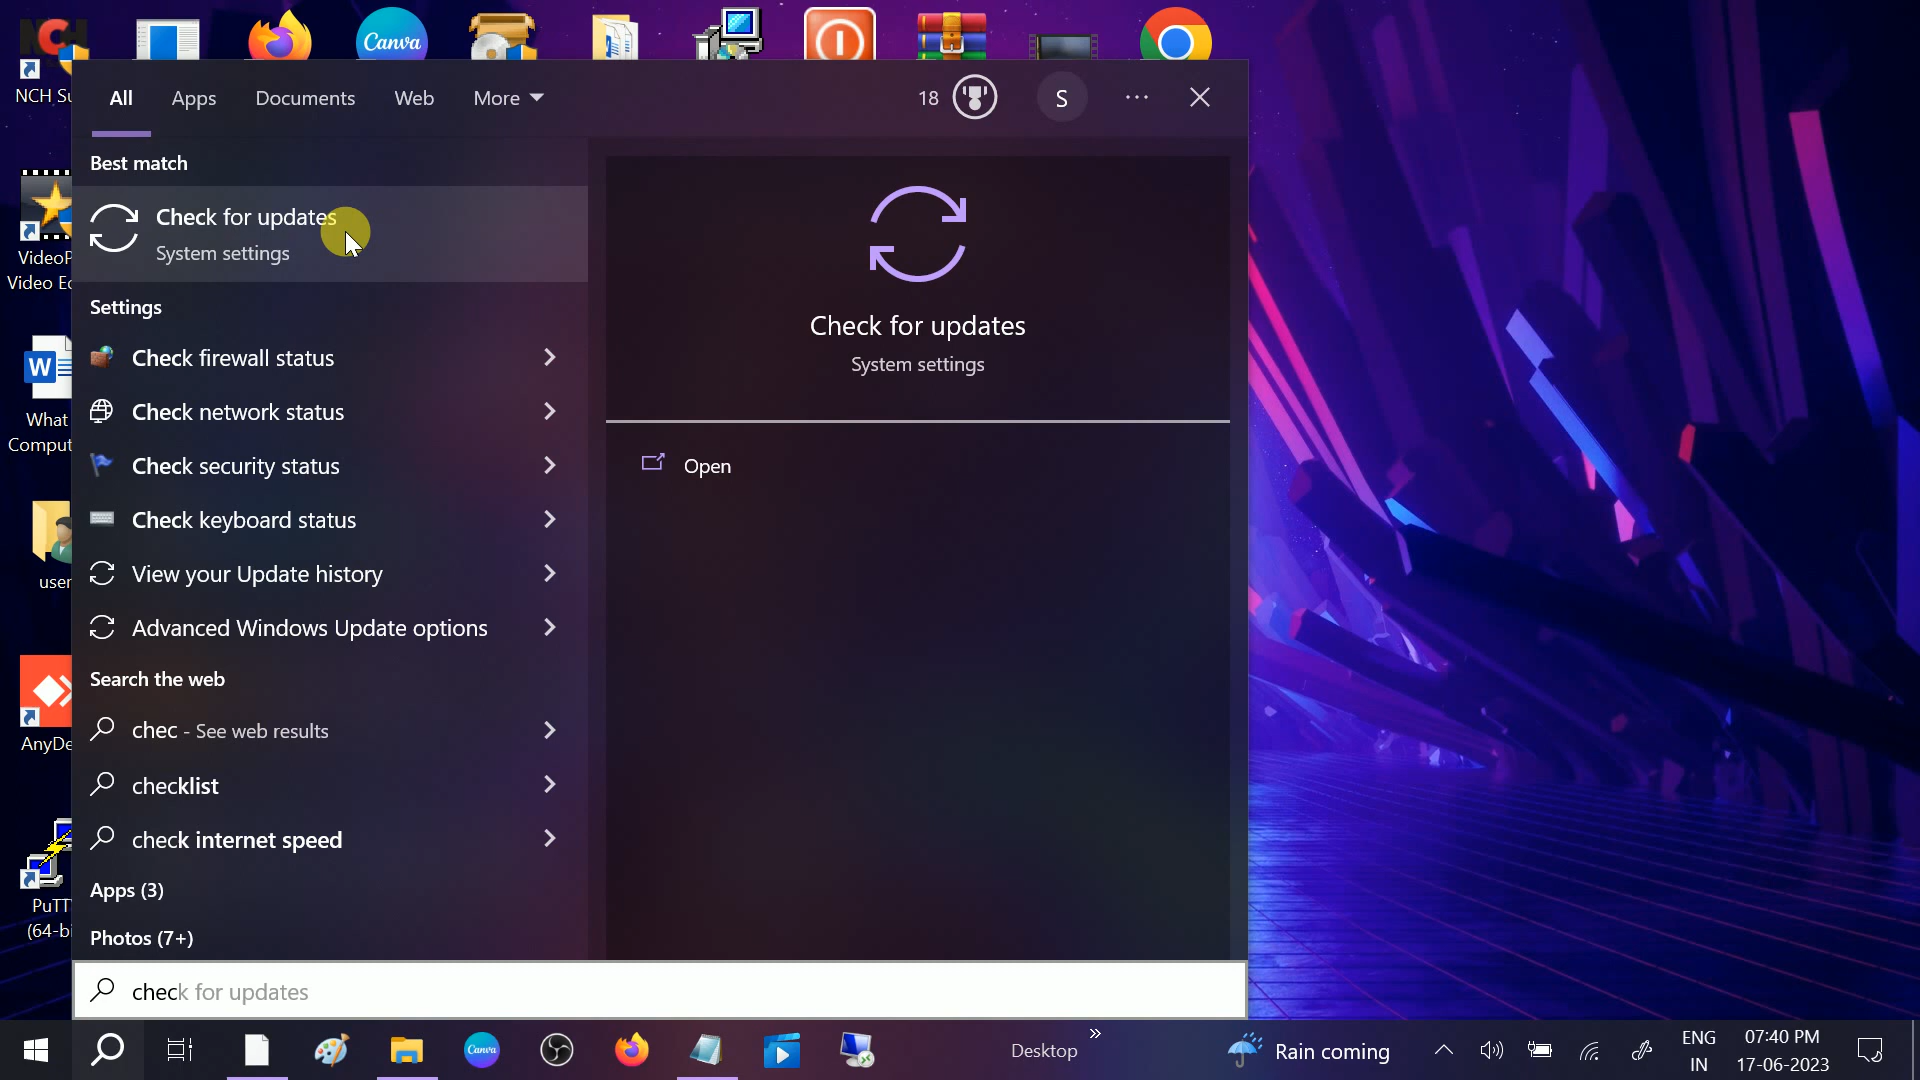 Canva
NCH Su
All
Apps
Documents
Web
More
18
S
Best match
Check for updates
System settings
Settings
Check firewall status
Check network status
Check security status
Check keyboard status
View your Update history
Advanced Windows Update options
Search the web
chec - See web results
checklist
check internet speed
Apps (3)
Photos (7+)
check for updates
Check for updates
System settings
Open
VideoP
Video Ed
W
What
Comput
user
AnyDe
PuTT
(64-bi
Canva
Desktop
Rain coming
ENG
IN
07:40 PM
17-06-2023